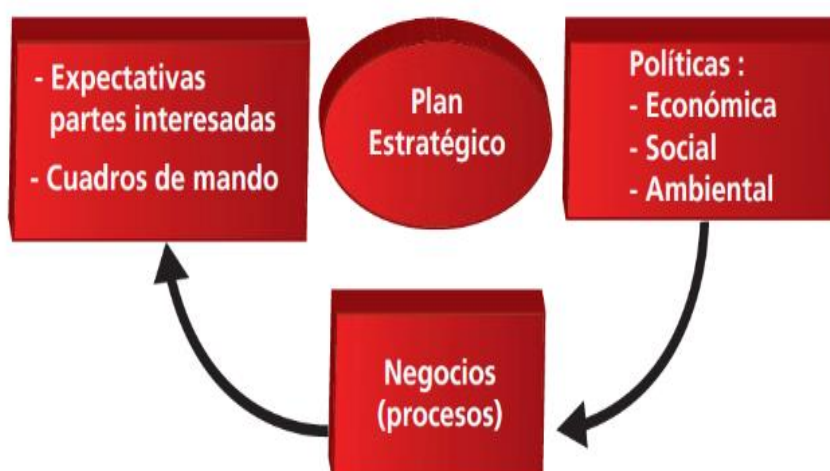 - Expectativas
partes interesadas
- Cuadros de mando
Plan
Estratégico
Políticas :
- Económica
- Social
- Ambiental
Negocios
(procesos)